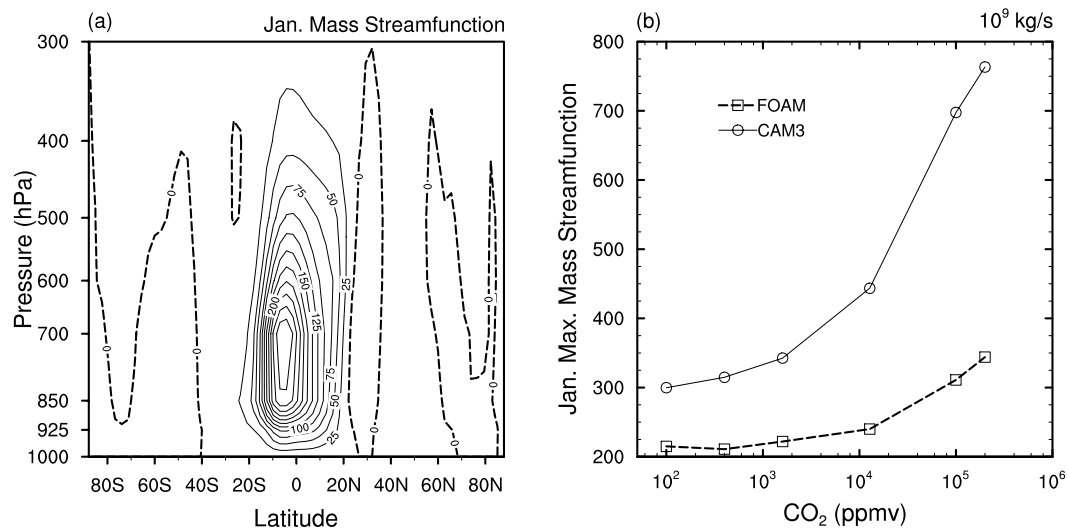 (a)
Jan. Mass Streamfunction
300
400
500
600
700
850
925
1000
Pressure (hPa)
80S 60S 40S 20S 0 20N 40N 60N 80N
Latitude
0
0
0
0
0
0
0
0
75
50
150
200
125
25
75
50
100
25
(b)
10⁹ kg/s
800
700
600
500
400
300
200
Jan. Max. Mass Streamfunction
FOAM
CAM3
10² 10³ 10⁴ 10⁵ 10⁶
CO₂ (ppmv)